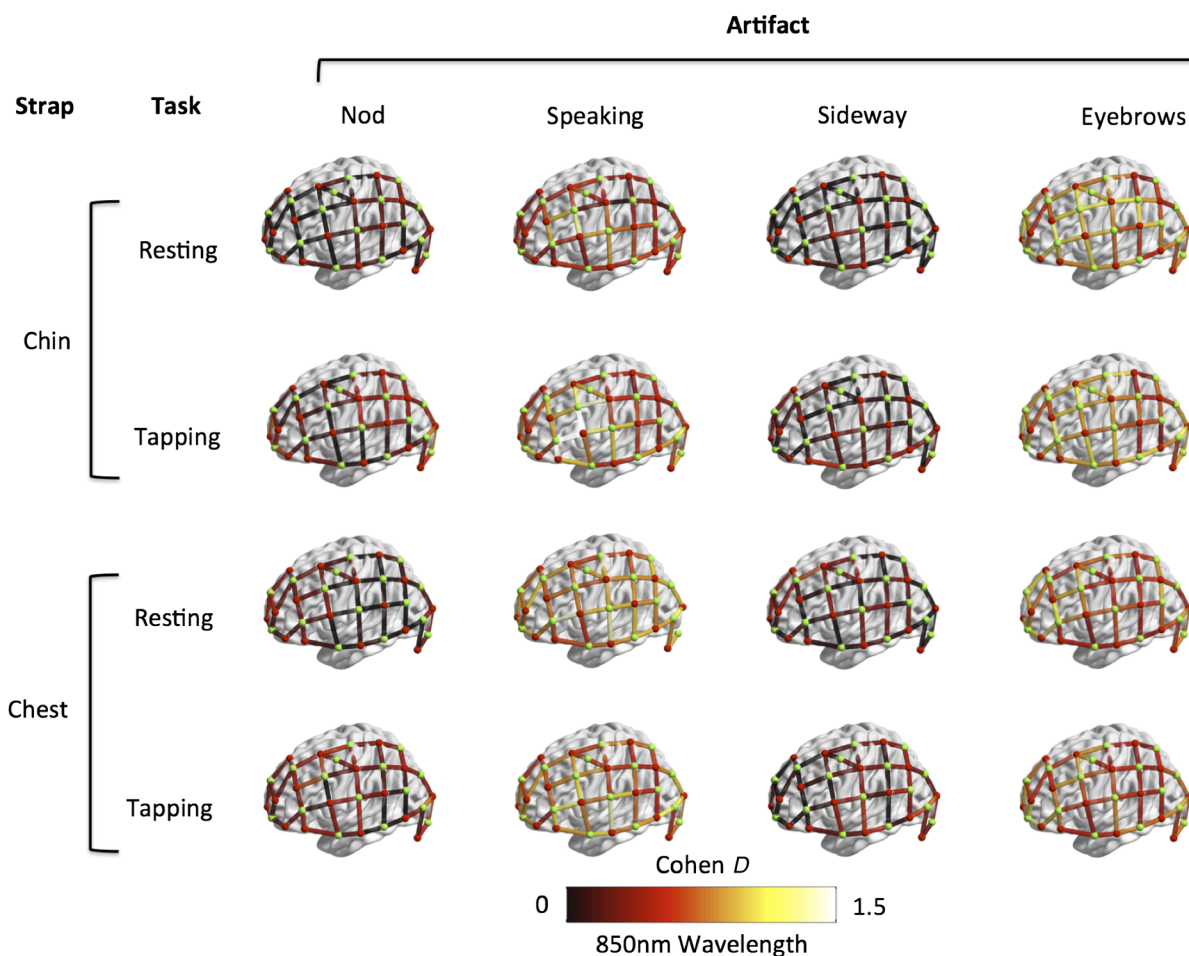 Artifact
Strap Task
Nod Speaking Sideway Eyebrows
Resting
Chin
Tapping
Resting
Chest
Tapping
Cohen D
0 1.5
850nm Wavelength